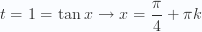 t = 1 = tan x → x = π/4 + πk